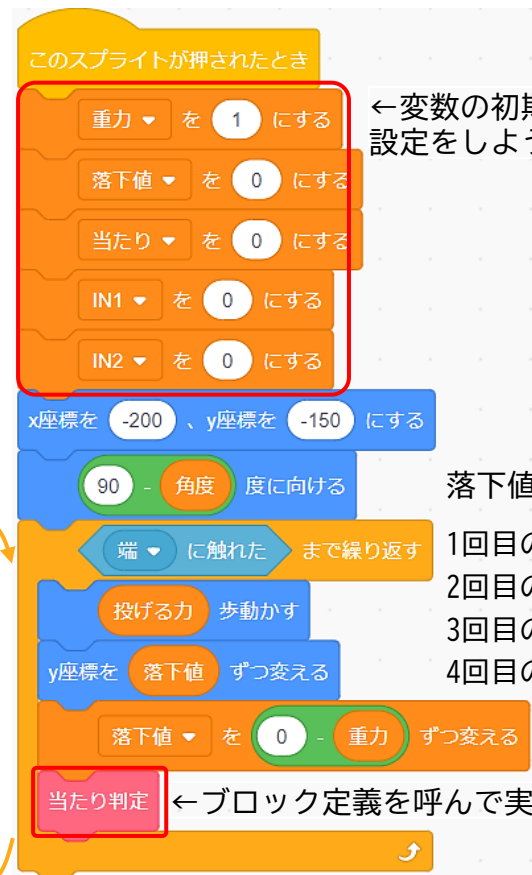 このスプライトが押されたとき
重力 を 1 にする
←変数の初期
設定をしよう
落下値 を 0 にする
当たり を 0 にする
IN1 を 0 にする
IN2 を 0 にする
x座標を -200 、y座標を -150 にする
90 - 角度 度に向ける
落下値
端 に触れた まで繰り返す
1回目の
2回目の
3回目の
4回目の
投げる力 歩動かす
y座標を 落下値 ずつ変える
落下値 を 0 - 重力 ずつ変える
当たり判定
←ブロック定義を呼んで実